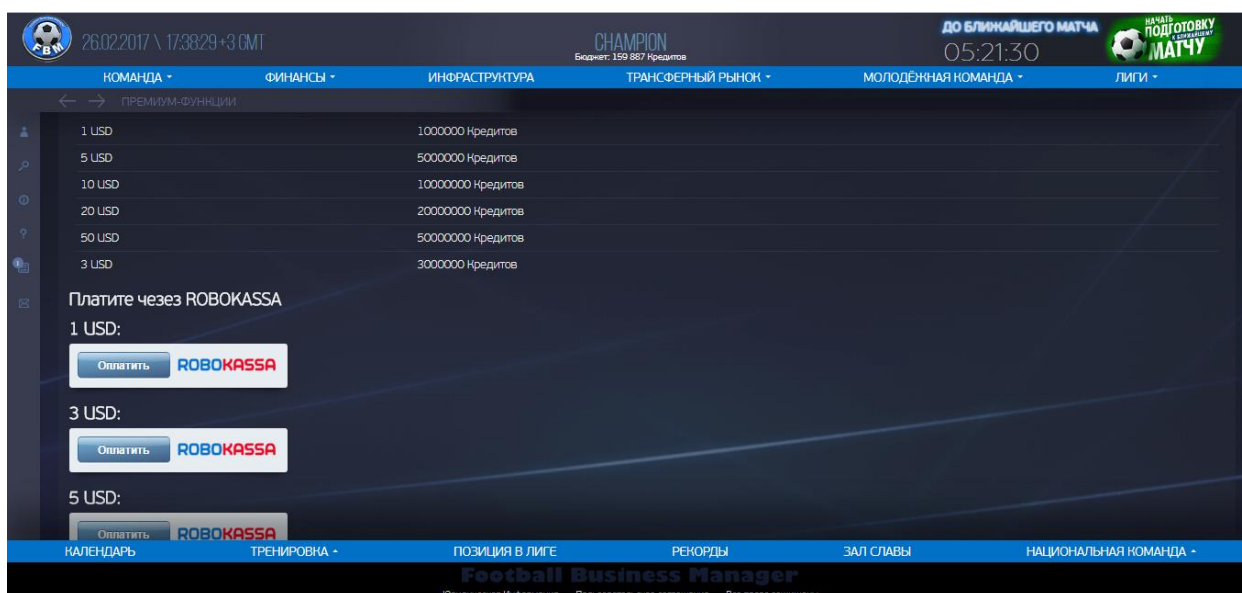 FBM
26.02.2017 \ 17:38:29 +3 GMT
CHAMPION
Бюджет: 159 887 Кредитов
ДО БЛИЖАЙШЕГО МАТЧА
05:21:30
НАЧАТЬ
ПОДГОТОВКУ
К БЛИЖАЙШЕМУ
МАТЧУ
КОМАНДА ФИНАНСЫ ИНФРАСТРУКТУРА ТРАНСФЕРНЫЙ РЫНОК МОЛОДЁЖНАЯ КОМАНДА ЛИГИ
← → ПРЕМИУМ-ФУНКЦИИ
1 USD 1000000 Кредитов
5 USD 5000000 Кредитов
10 USD 10000000 Кредитов
20 USD 20000000 Кредитов
50 USD 50000000 Кредитов
3 USD 3000000 Кредитов
Платите чезез ROBOKASSA
1 USD:
Оплатить ROBOKASSA
3 USD:
Оплатить ROBOKASSA
5 USD:
Оплатить ROBOKASSA
КАЛЕНДАРЬ ТРЕНИРОВКА ПОЗИЦИЯ В ЛИГЕ РЕКОРДЫ ЗАЛ СЛАВЫ НАЦИОНАЛЬНАЯ КОМАНДА
Football Business Manager